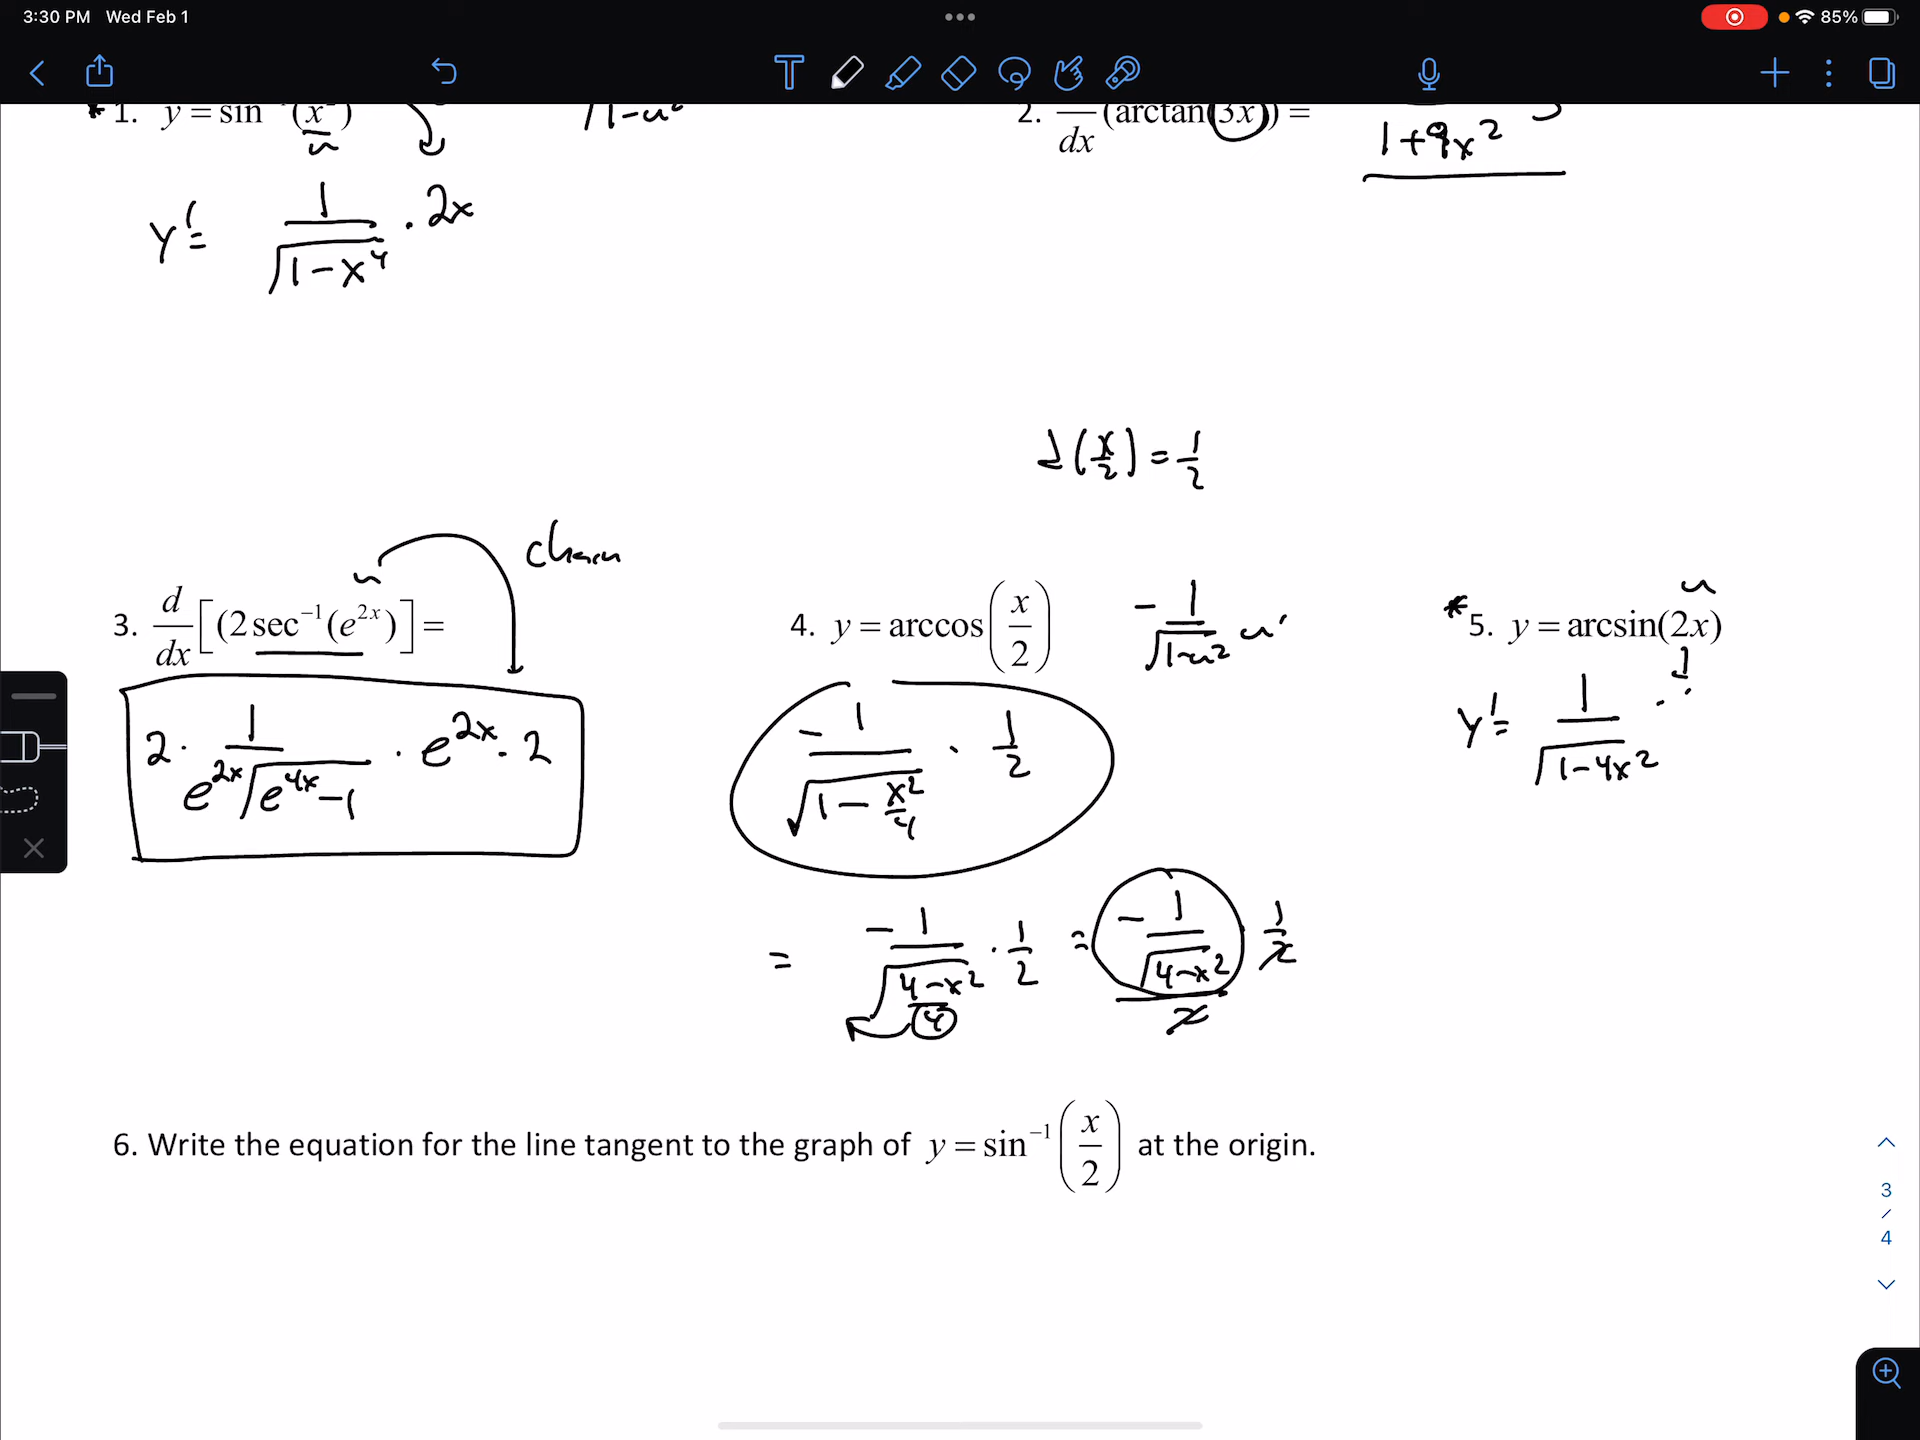 3:30 PM Wed Feb 1
85%
*1. y = sin (x )
√1-u²
2. dx (arctan(3x)) =
1+9x²
y' = 1/√(1-x⁴) · 2x
d(x/2) = 1/2
chain
u
3. d/dx [(2sec⁻¹(e²ˣ)] =
2 · 1/(e²ˣ√(e⁴ˣ-1)) · e²ˣ · 2
4. y = arccos(x/2)
-1/√(1-u²) u'
-1/√(1-x²/4) · 1/2
= -1/√((4-x²)/4) · 1/2 = -1/(√(4-x²)/2) 1/2
u
*5. y = arcsin(2x)
y' = 1/√(1-4x²) ·
6. Write the equation for the line tangent to the graph of y = sin⁻¹(x/2) at the origin.
3
/
4